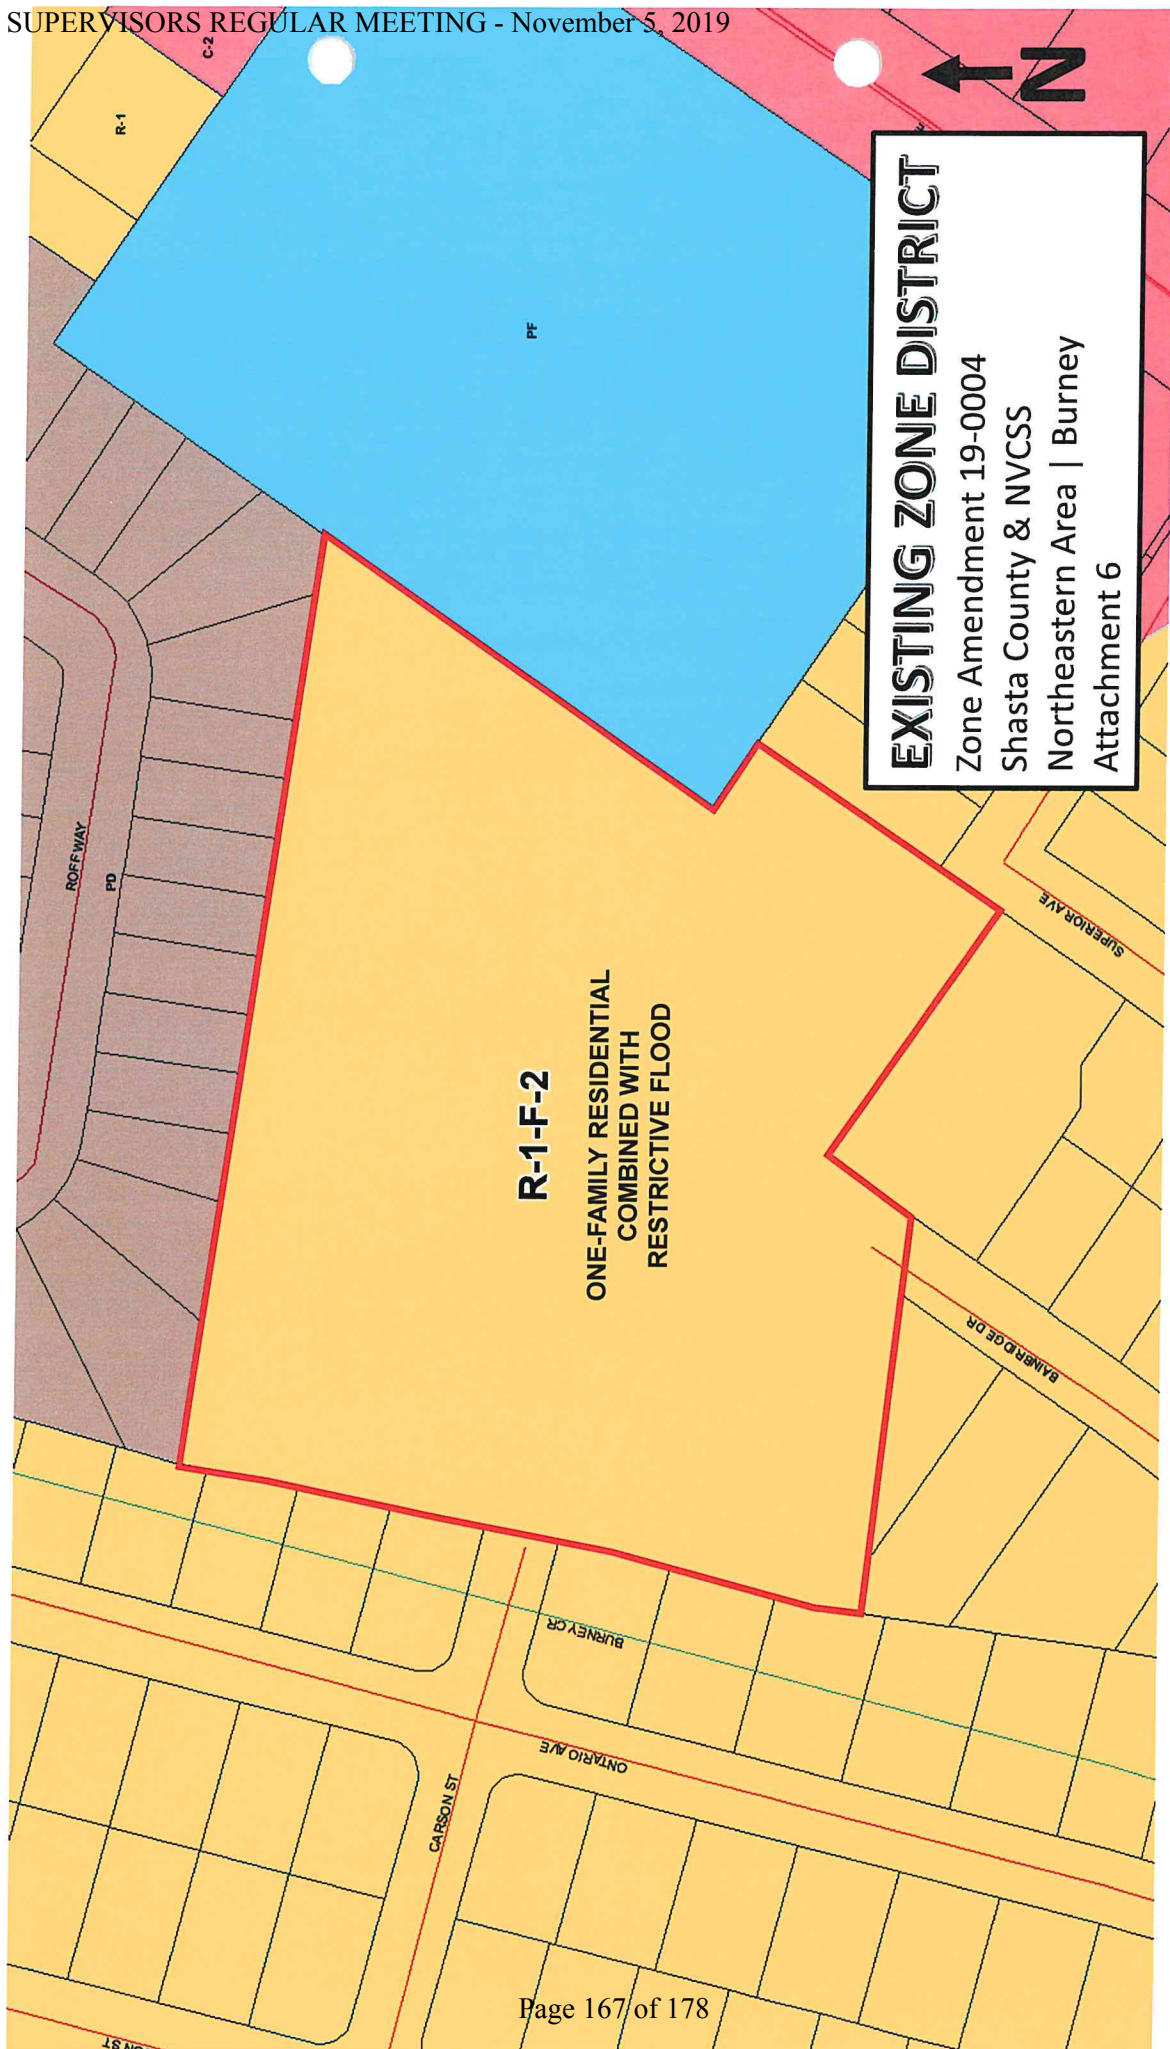 SUPERVISORS REGULAR MEETING - November 5, 2019
N
EXISTING ZONE DISTRICT
Zone Amendment 19-0004
Shasta County & NVCSS
Northeastern Area | Burney
Attachment 6
C-2
R-1
PF
ROFF WAY
PD
R-1-F-2
ONE-FAMILY RESIDENTIAL
COMBINED WITH
RESTRICTIVE FLOOD
SUPERIOR AVE
BAINBRIDGE DR
BURNEY CR
ONTARIO AVE
CARSON ST
Page 167 of 178